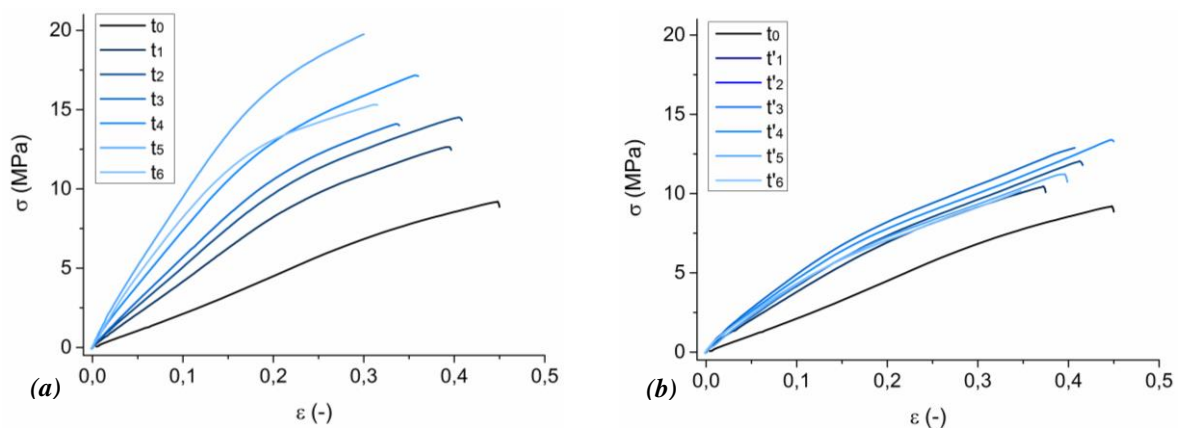 20
15
10
5
0
σ (MPa)
t₀
t₁
t₂
t₃
t₄
t₅
t₆
0,0 0,1 0,2 0,3 0,4 0,5
ε (-)
(a)
20
15
10
5
0
σ (MPa)
t₀
t'₁
t'₂
t'₃
t'₄
t'₅
t'₆
0,0 0,1 0,2 0,3 0,4 0,5
ε (-)
(b)